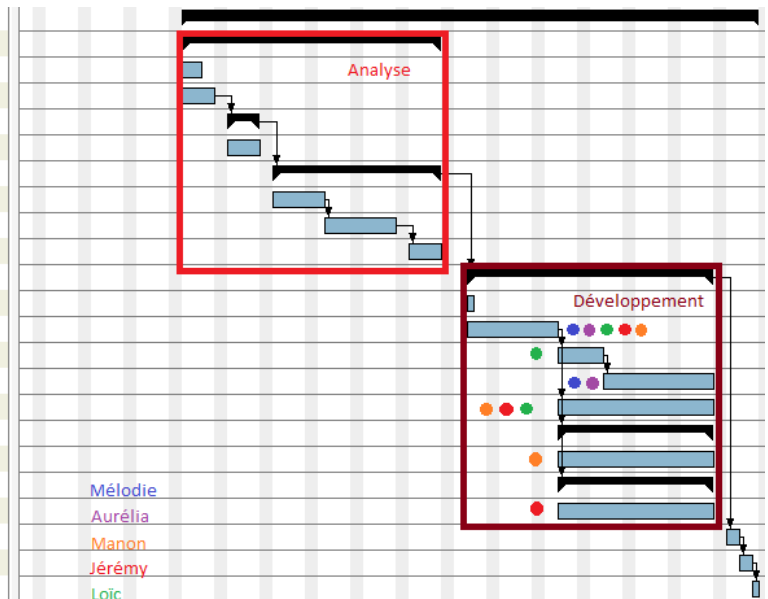 Analyse
Développement
Mélodie
Aurélia
Manon
Jérémy
Loïc